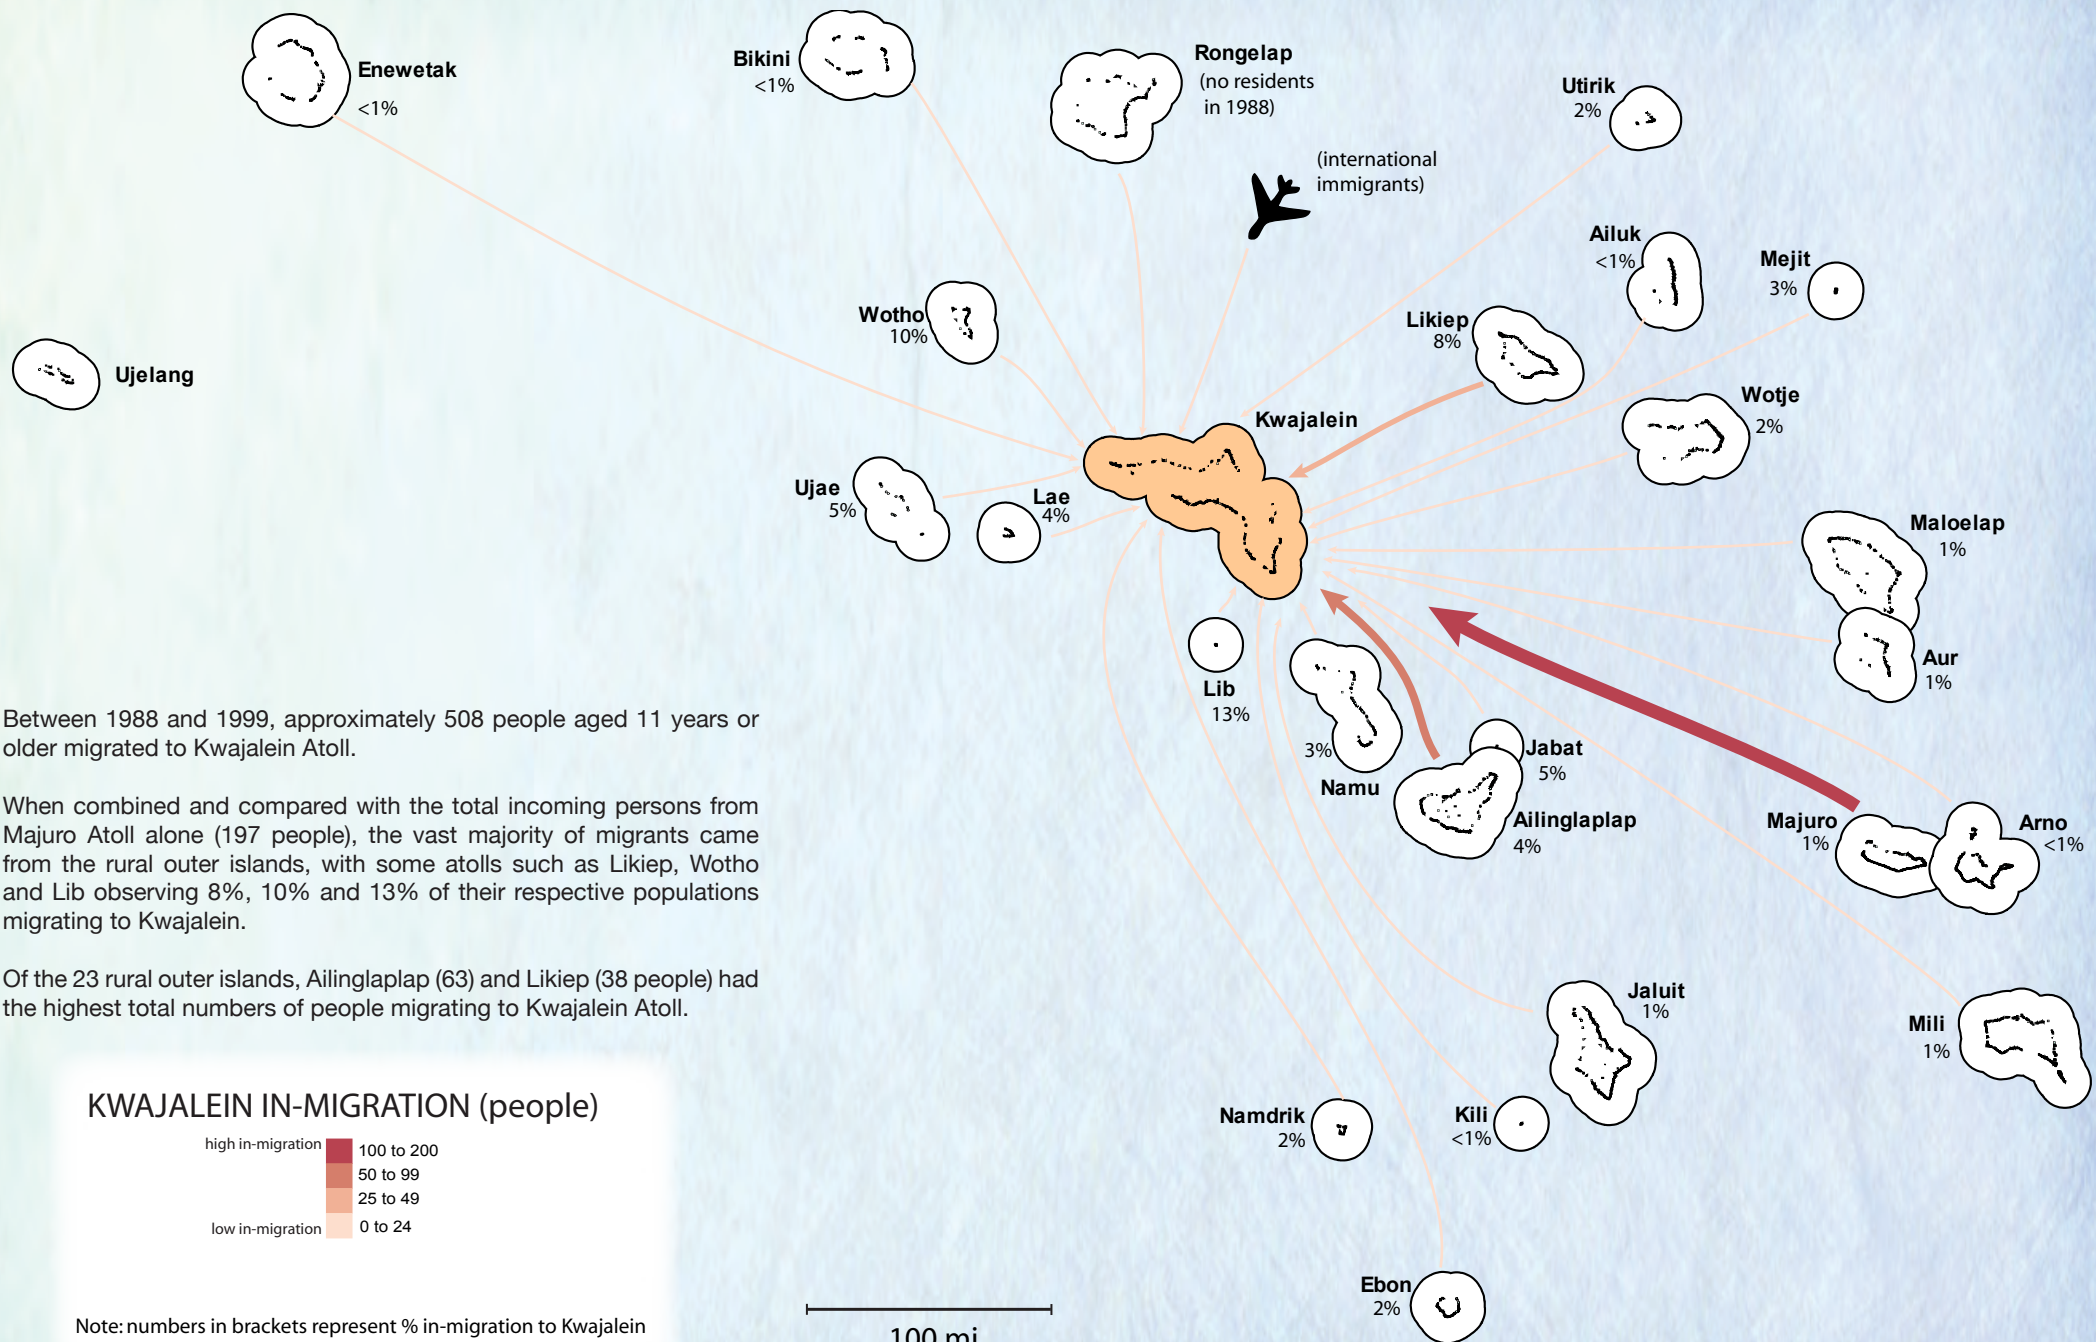 Enewetak
<1%
Bikini
<1%
Rongelap
(no residents
in 1988)
Utirik
2%
(international
immigrants)
Ailuk
<1%
Mejit
3%
Wotho
10%
Likiep
8%
Ujelang
Wotje
2%
Kwajalein
Ujae
5%
Lae
4%
Maloelap
1%
Aur
1%
Lib
13%
3%
Namu
Jabat
5%
Ailinglaplap
4%
Majuro
1%
Arno
<1%
Between 1988 and 1999, approximately 508 people aged 11 years or
older migrated to Kwajalein Atoll.
When combined and compared with the total incoming persons from
Majuro Atoll alone (197 people), the vast majority of migrants came
from the rural outer islands, with some atolls such as Likiep, Wotho
and Lib observing 8%, 10% and 13% of their respective populations
migrating to Kwajalein.
Of the 23 rural outer islands, Ailinglaplap (63) and Likiep (38 people) had
the highest total numbers of people migrating to Kwajalein Atoll.
Jaluit
1%
Mili
1%
Namdrik
2%
Kili
<1%
Ebon
2%
KWAJALEIN IN-MIGRATION (people)
high in-migration
100 to 200
50 to 99
25 to 49
low in-migration
0 to 24
Note: numbers in brackets represent % in-migration to Kwajalein
100 mi